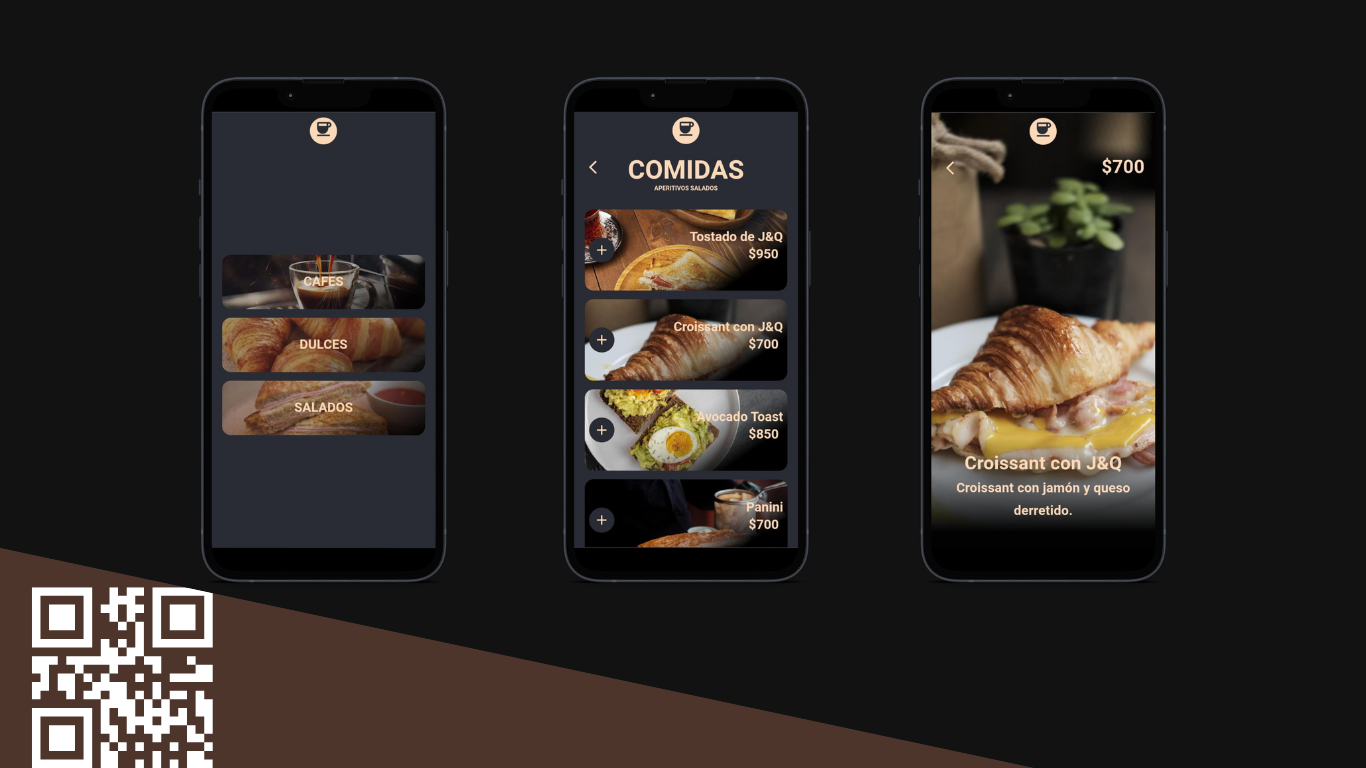 CAFES
DULCES
SALADOS
COMIDAS
APERITIVOS SALADOS
Tostado de J&Q
$950
Croissant con J&Q
$700
Avocado Toast
$850
Panini
$700
$700
Croissant con J&Q
Croissant con jamón y queso
derretido.